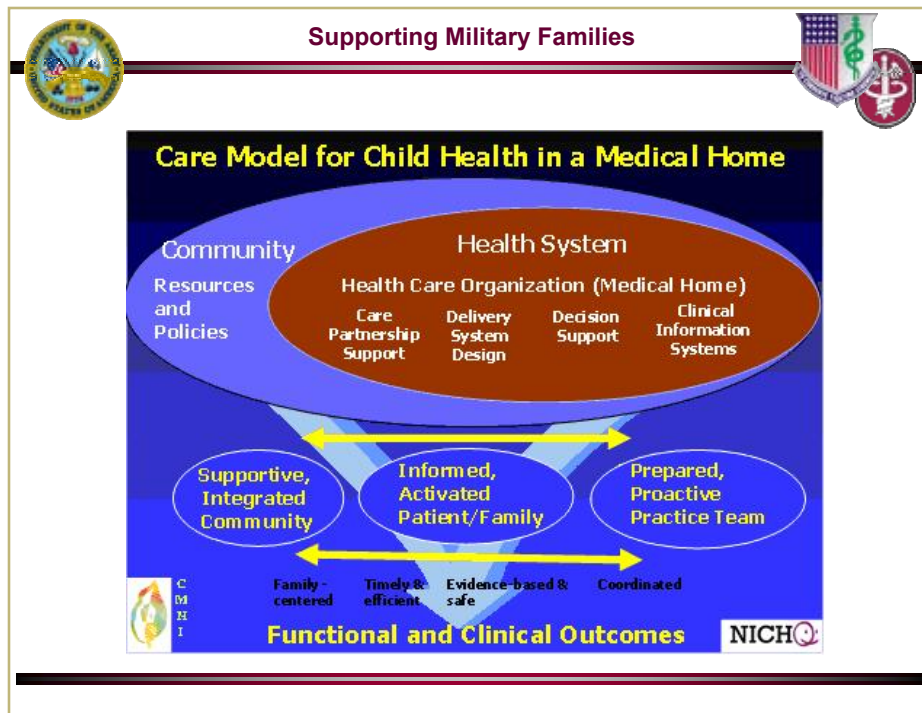 Supporting Military Families
Care Model for Child Health in a Medical Home
Community
Resources
and
Policies
Health System
Health Care Organization (Medical Home)
Care
Partnership
Support
Delivery
System
Design
Decision
Support
Clinical
Information
Systems
Supportive,
Integrated
Community
Informed,
Activated
Patient/Family
Prepared,
Proactive
Practice Team
Family -
centered
Timely &
efficient
Evidence-based &
safe
Coordinated
C
M
H
I
Functional and Clinical Outcomes
NICHQ